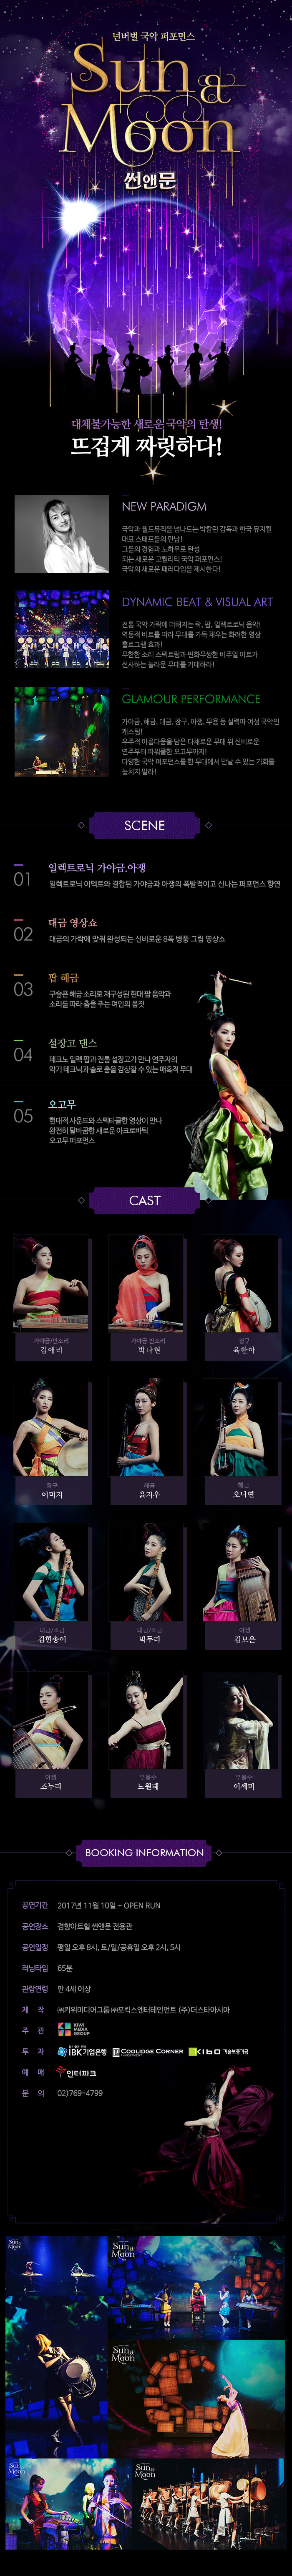 넌버벌 국악 퍼포먼스
Sun &
Moon
썬앤문
대체불가능한 새로운 국악의 탄생!
뜨겁게 짜릿하다!
NEW PARADIGM
국악과 월드뮤직을 넘나드는 박칼린 감독과 한국 뮤지컬
대표 스태프들의 만남!
그들의 경험과 노하우로 완성
되는 새로운 고퀄리티 국악 퍼포먼스!
국악의 새로운 패러다임을 제시한다!
DYNAMIC BEAT & VISUAL ART
전통 국악 가락에 더해지는 락, 팝, 일렉트로닉 음악!
역동적 비트를 따라 무대를 가득 채우는 화려한 영상
홀로그램 효과!
무한한 소리 스펙트럼과 변화무쌍한 비주얼 아트가
선사하는 놀라운 무대를 기대하라!
GLAMOUR PERFORMANCE
가야금, 해금, 대금, 장구, 아쟁, 무용 등 실력파 여성 국악인
캐스팅!
우주적 아름다움을 담은 다채로운 무대 위 신비로운
연주부터 파워풀한 오고무까지!
다양한 국악 퍼포먼스를 한 무대에서 만날 수 있는 기회를
놓치지 말라!
SCENE
01
일렉트로닉 가야금.아쟁
일렉트로닉 이펙트와 결합된 가야금과 아쟁의 폭발적이고 신나는 퍼포먼스 향연
02
대금 영상쇼
대금의 가락에 맞춰 완성되는 신비로운 8폭 병풍 그림 영상쇼
03
팝 해금
구슬픈 해금 소리로 재구성된 현대 팝 음악과
소리를 따라 춤을 추는 여인의 몸짓
04
설장고 댄스
테크노 일렉 팝과 전통 설장고가 만나 연주자의
악기 테크닉과 솔로 춤을 감상할 수 있는 매혹적 무대
05
오고무
현대적 사운드와 스펙타클한 영상이 만나
완전히 탈바꿈한 새로운 아크로바틱
오고무 퍼포먼스
CAST
가야금/판소리
김애리
가야금 판소리
박나현
장구
육한아
장구
이미지
해금
윤지우
해금
오나연
대금/소금
김한송이
대금/소금
박두리
아쟁
김보은
아쟁
조누리
무용수
노원혜
무용수
이세미
BOOKING INFORMATION
공연기간 2017년 11월 10일 - OPEN RUN
공연장소 경향아트힐 썬앤문 전용관
공연일정 평일 오후 8시, 토/일/공휴일 오후 2시, 5시
러닝타임 65분
관람연령 만 4세 이상
제 작 ㈜키위미디어그룹 ㈜포킥스엔터테인먼트 (주)더스타아시아
주 관 KIWI MEDIA GROUP
투 자 IBK기업은행 COOLIDGE CORNER INVESTMENT KIBO 기술보증기금
예 매 인터파크
문 의 02)769-4799
Sun & Moon
Sun & Moon
Sun & Moon
Sun & Moon
Sun & Moon